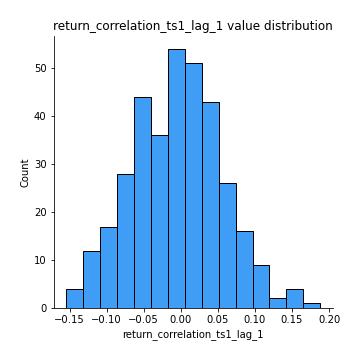 return_correlation_ts1_lag_1 value distribution
50
40
30
20
10
0
Count
−0.15 −0.10 −0.05 0.00 0.05 0.10 0.15 0.20
return_correlation_ts1_lag_1